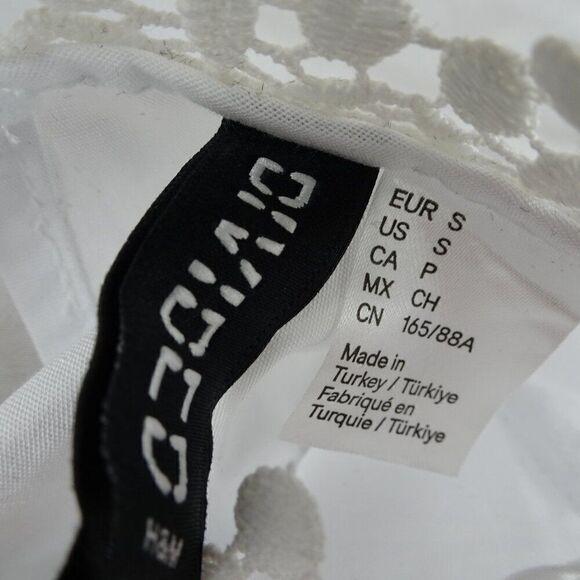 DIVIDED
H&M
EUR S
US S
CA P
MX CH
CN 165/88A
Made in
Turkey / Türkiye
Fabriqué en
Turquie / Türkiye